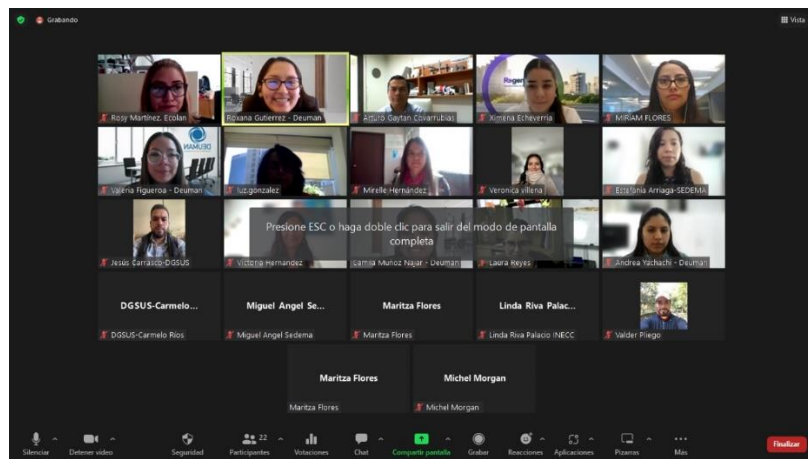 Grabando
Vista
Regen
Rosy Martínez. Ecolan
Roxana Gutierrez - Deuman
Arturo Gaytan Covarrubias
Ximena Echeverria
MIRIAM FLORES
DEUMAN
Valeria Figueroa - Deuman
luz.gonzalez
Mirelle Hernández
Veronica villena
Estefania Arriaga-SEDEMA
Presione ESC o haga doble clic para salir del modo de pantalla
completa
Jesús Carrasco-DGSUS
Victoria Hernandez
Camila Muñoz Najar - Deuman
Laura Reyes
Andrea Yachachi - Deuman
DGSUS-Carmelo...
Miguel Angel Se...
Maritza Flores
Linda Riva Palac...
DGSUS-Carmelo Ríos
Miguel Angel Sedema
Maritza Flores
Linda Riva Palacio INECC
Valder Pliego
Maritza Flores
Michel Morgan
Maritza Flores
Michel Morgan
22
Silenciar
Detener video
Seguridad
Participantes
Votaciones
Chat
Compartir pantalla
Grabar
Reacciones
Aplicaciones
Pizarras
Más
Finalizar